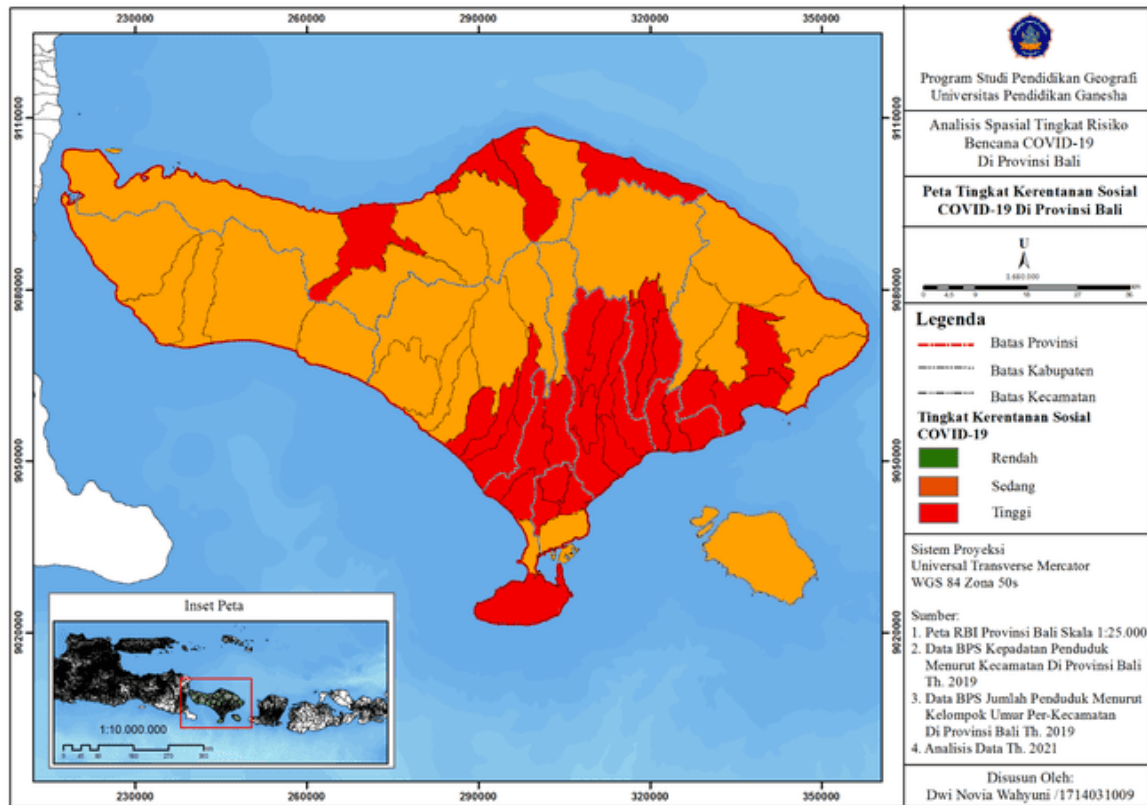 230000 260000 290000 320000 350000
9110000
9080000
9050000
9020000
9110000
9080000
9050000
9020000
Inset Peta
1:10.000.000
230000 260000 290000 320000 350000
Program Studi Pendidikan Geografi
Universitas Pendidikan Ganesha
Analisis Spasial Tingkat Risiko
Bencana COVID-19
Di Provinsi Bali
Peta Tingkat Kerentanan Sosial
COVID-19 Di Provinsi Bali
U
Legenda
Batas Provinsi
Batas Kabupaten
Batas Kecamatan
Tingkat Kerentanan Sosial
COVID-19
Rendah
Sedang
Tinggi
Sistem Proyeksi
Universal Transverse Mercator
WGS 84 Zona 50s
Sumber:
1. Peta RBI Provinsi Bali Skala 1:25.000
2. Data BPS Kepadatan Penduduk
Menurut Kecamatan Di Provinsi Bali
Th. 2019
3. Data BPS Jumlah Penduduk Menurut
Kelompok Umur Per-Kecamatan
Di Provinsi Bali Th. 2019
4. Analisis Data Th. 2021
Disusun Oleh:
Dwi Novia Wahyuni /1714031009